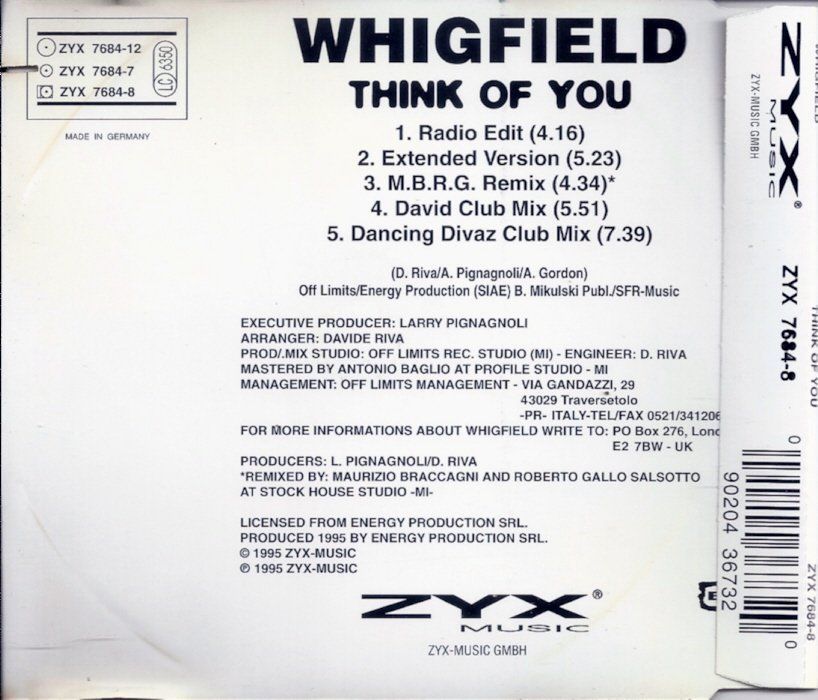 ZYX 7684-12
ZYX 7684-7
ZYX 7684-8
LC 6350
MADE IN GERMANY
WHIGFIELD
THINK OF YOU
1. Radio Edit (4.16)
2. Extended Version (5.23)
3. M.B.R.G. Remix (4.34)*
4. David Club Mix (5.51)
5. Dancing Divaz Club Mix (7.39)
(D. Riva/A. Pignagnoli/A. Gordon)
Off Limits/Energy Production (SIAE) B. Mikulski Publ./SFR-Music
EXECUTIVE PRODUCER: LARRY PIGNAGNOLI
ARRANGER: DAVIDE RIVA
PROD/.MIX STUDIO: OFF LIMITS REC. STUDIO (MI) - ENGINEER: D. RIVA
MASTERED BY ANTONIO BAGLIO AT PROFILE STUDIO - MI
MANAGEMENT: OFF LIMITS MANAGEMENT - VIA GANDAZZI, 29
43029 Traversetolo
-PR- ITALY-TEL/FAX 0521/341206
FOR MORE INFORMATIONS ABOUT WHIGFIELD WRITE TO: PO Box 276,
E2 7BW - UK
PRODUCERS: L. PIGNAGNOLI/D. RIVA
*REMIXED BY: MAURIZIO BRACCAGNI AND ROBERTO GALLO SALSOTTO
AT STOCK HOUSE STUDIO -MI-
LICENSED FROM ENERGY PRODUCTION SRL.
PRODUCED 1995 BY ENERGY PRODUCTION SRL.
© 1995 ZYX-MUSIC
℗ 1995 ZYX-MUSIC
ZYX®
MUSIC
ZYX-MUSIC GMBH
ZYX®
MUSIC
ZYX-MUSIC GMBH
ZYX 7684-8
0 90204 36732 0
THINK OF YOU
ZYX 7684-8